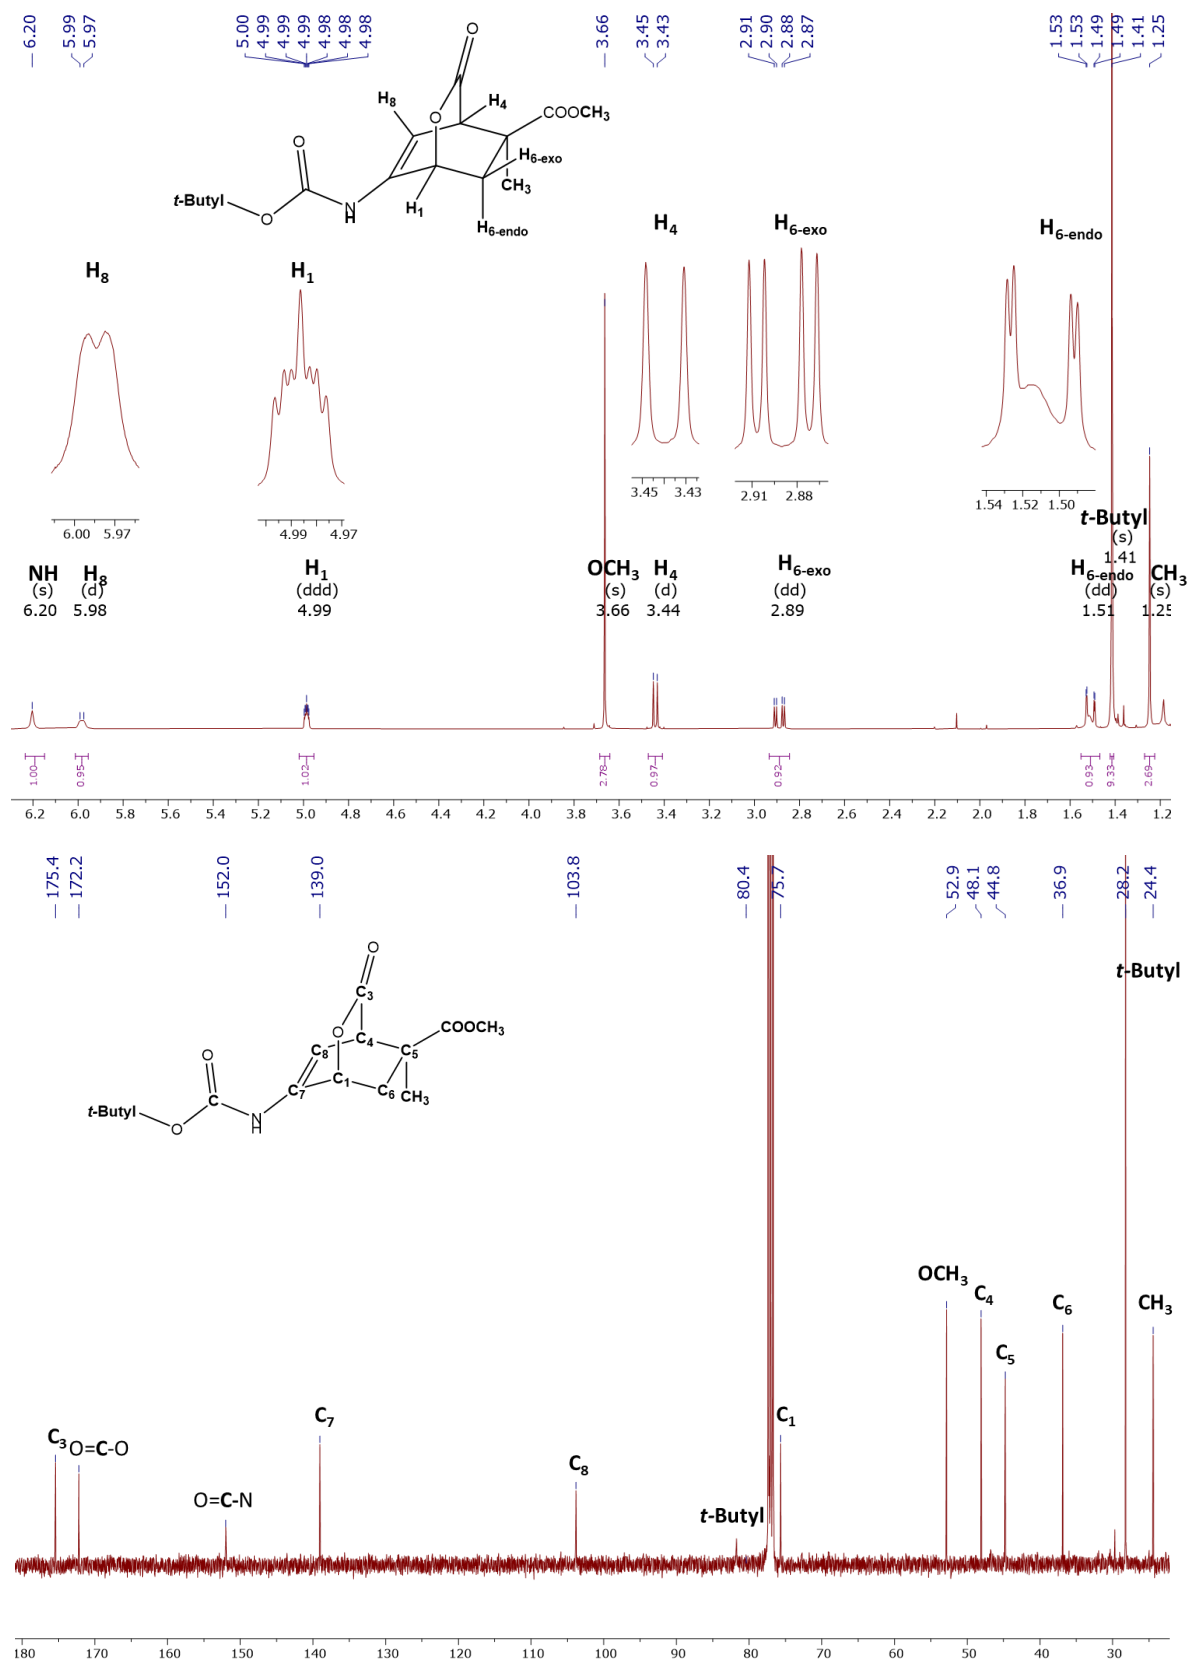 6.20 5.99 5.97 5.00 4.99 4.99 4.99 4.98 4.98 4.98 3.66 3.45 3.43 2.91 2.90 2.88 2.87 1.53 1.53 1.49 1.49 1.41 1.25
O
H8 H4 COOCH3
O
O H6-exo
CH3
t-Butyl O N H H1 H6-endo
H4 H6-exo H6-endo
H8 H1
3.45 3.43 2.91 2.88 1.54 1.52 1.50
6.00 5.97 4.99 4.97
t-Butyl
(s)
1.41
NH H8 H1 OCH3 H4 H6-exo H6-endo CH3
(s) (d) (ddd) (s) (d) (dd) (dd) (s)
6.20 5.98 4.99 3.66 3.44 2.89 1.51 1.25
1.00 0.95 1.02 2.78 0.97 0.92 0.93 9.33 2.69
6.2 6.0 5.8 5.6 5.4 5.2 5.0 4.8 4.6 4.4 4.2 4.0 3.8 3.6 3.4 3.2 3.0 2.8 2.6 2.4 2.2 2.0 1.8 1.6 1.4 1.2
175.4 172.2 152.0 139.0 103.8 80.4 75.7 52.9 48.1 44.8 36.9 28.2 24.4
O
t-Butyl
C3
O COOCH3
C8 C4 C5
O
C7 C1 C6 CH3
t-Butyl C
O N
H
OCH3
C4 C6 CH3
C5
C7 C1
C3 O=C-O
C8
O=C-N
t-Butyl
180 170 160 150 140 130 120 110 100 90 80 70 60 50 40 30